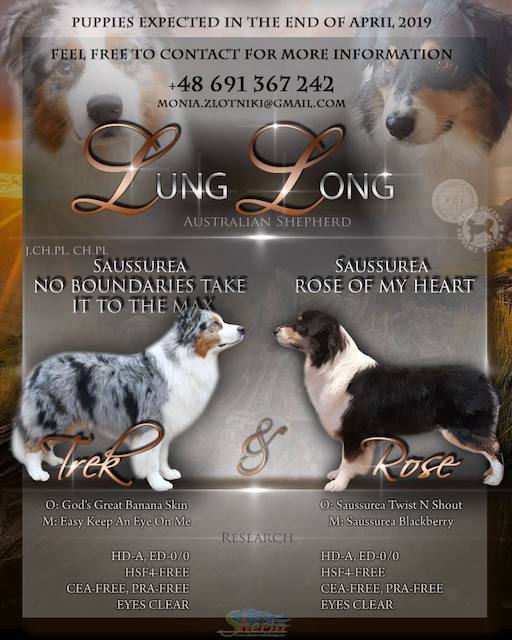 PUPPIES EXPECTED IN THE END OF APRIL 2019
FEEL FREE TO CONTACT FOR MORE INFORMATION
+48 691 367 242
MONIA.ZLOTNIKI@GMAIL.COM
LUNG LONG
AUSTRALIAN SHEPHERD
FCI
J.CH.PL. CH.PL
SAUSSUREA
NO BOUNDARIES TAKE
IT TO THE MAX
SAUSSUREA
ROSE OF MY HEART
Trek & Rose
O: God's Great Banana Skin
M: Easy Keep An Eye On Me
O: Saussurea Twist N Shout
M: Saussurea Blackberry
RESEARCH
HD-A, ED-0/0
HSF4-FREE
CEA-FREE, PRA-FREE
EYES CLEAR
HD-A, ED-0/0
HSF4-FREE
CEA-FREE, PRA-FREE
EYES CLEAR